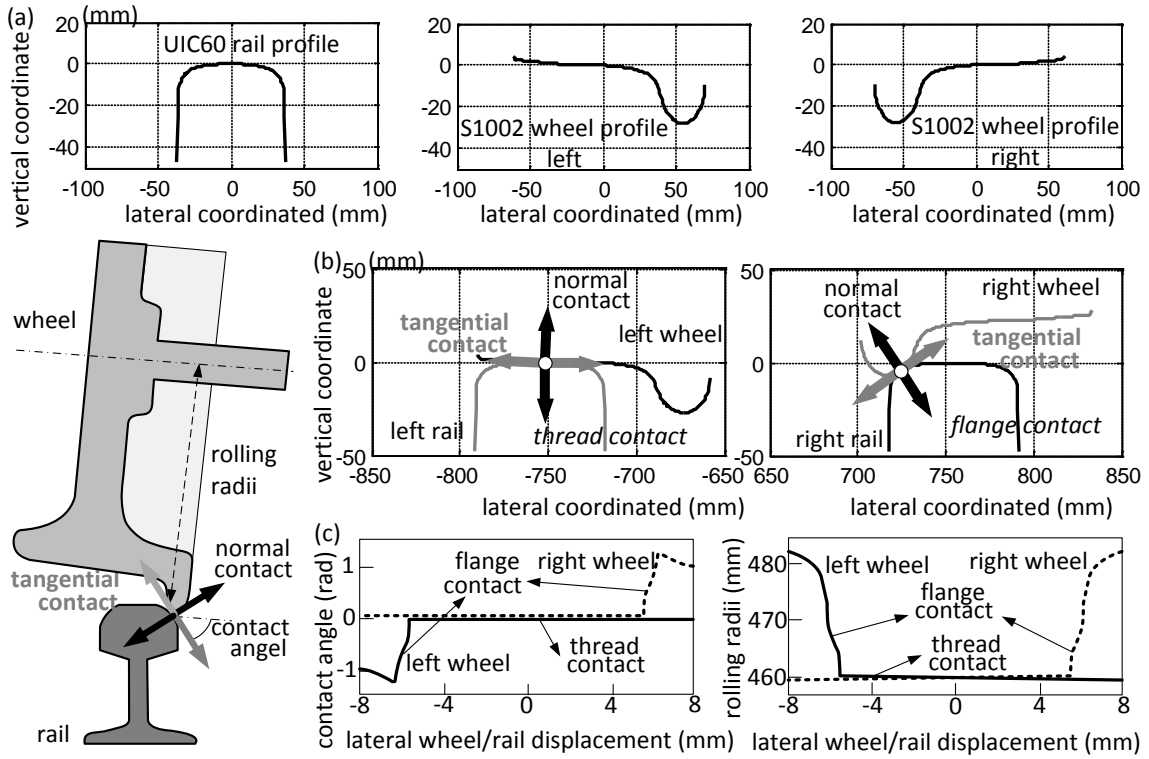 (a)
(mm)
vertical coordinate
20
0
-20
-40
UIC60 rail profile
-100
-50
0
50
100
lateral coordinated (mm)
20
0
-20
-40
S1002 wheel profile
left
-100
-50
0
50
100
lateral coordinated (mm)
20
0
-20
-40
S1002 wheel profile
right
-100
-50
0
50
100
lateral coordinated (mm)
wheel
rolling
radii
normal
contact
tangential
contact
contact
angel
rail
(b)
(mm)
vertical coordinate
50
0
-50
normal
contact
tangential
contact
left wheel
left rail
thread contact
-850
-800
-750
-700
-650
lateral coordinated (mm)
50
0
-50
normal
contact
right wheel
tangential
contact
right rail
flange contact
650
700
750
800
850
lateral coordinated (mm)
(c)
contact angle (rad)
1
0
-1
flange
contact
right wheel
left wheel
thread
contact
-8
-4
0
4
8
lateral wheel/rail displacement (mm)
rolling radii (mm)
480
470
460
left wheel
right wheel
flange
contact
thread
contact
-8
-4
0
4
8
lateral wheel/rail displacement (mm)